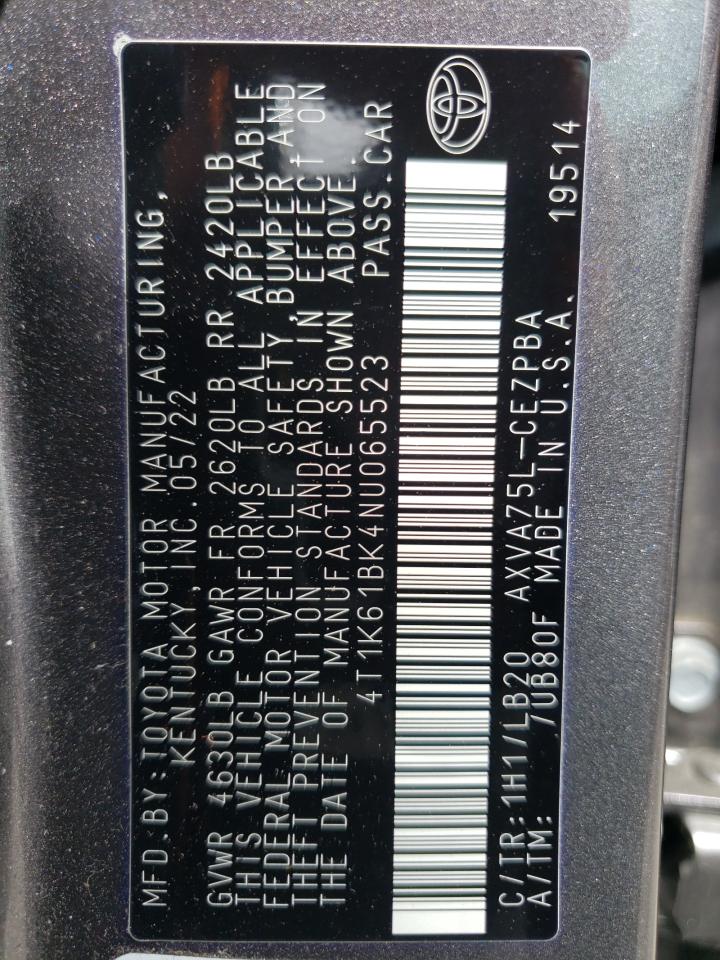 MFD.BY:TOYOTA MOTOR MANUFACTURING,
KENTUCKY,INC.05/22
GVWR 4630LB GAWR FR 2620LB RR 2420LB
THIS VEHICLE CONFORMS TO ALL APPLICABLE
FEDERAL MOTOR VEHICLE SAFETY, BUMPER AND
THEFT PREVENTION STANDARDS IN EFFECT ON
THE DATE OF MANUFACTURE SHOWN ABOVE.
4T1K61BK4NU065523 PASS.CAR
C/TR:1H1/LB20 AXVA75L-CEZPBA
A/TM: /UB80F MADE IN U.S.A. 19514